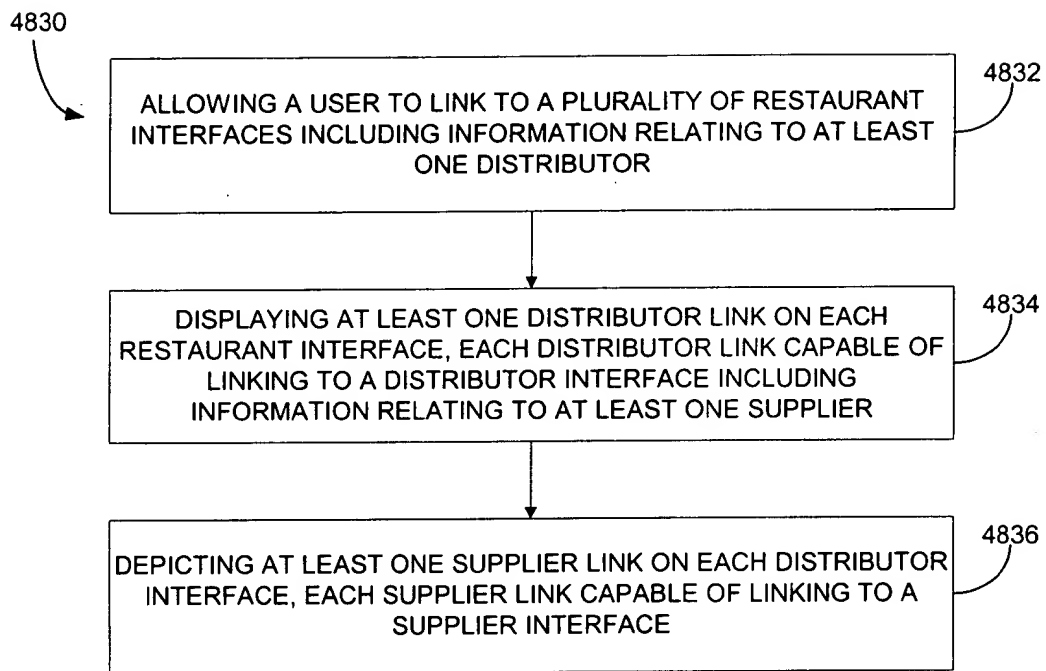 4830
4832
ALLOWING A USER TO LINK TO A PLURALITY OF RESTAURANT
INTERFACES INCLUDING INFORMATION RELATING TO AT LEAST
ONE DISTRIBUTOR
4834
DISPLAYING AT LEAST ONE DISTRIBUTOR LINK ON EACH
RESTAURANT INTERFACE, EACH DISTRIBUTOR LINK CAPABLE OF
LINKING TO A DISTRIBUTOR INTERFACE INCLUDING
INFORMATION RELATING TO AT LEAST ONE SUPPLIER
4836
DEPICTING AT LEAST ONE SUPPLIER LINK ON EACH DISTRIBUTOR
INTERFACE, EACH SUPPLIER LINK CAPABLE OF LINKING TO A
SUPPLIER INTERFACE